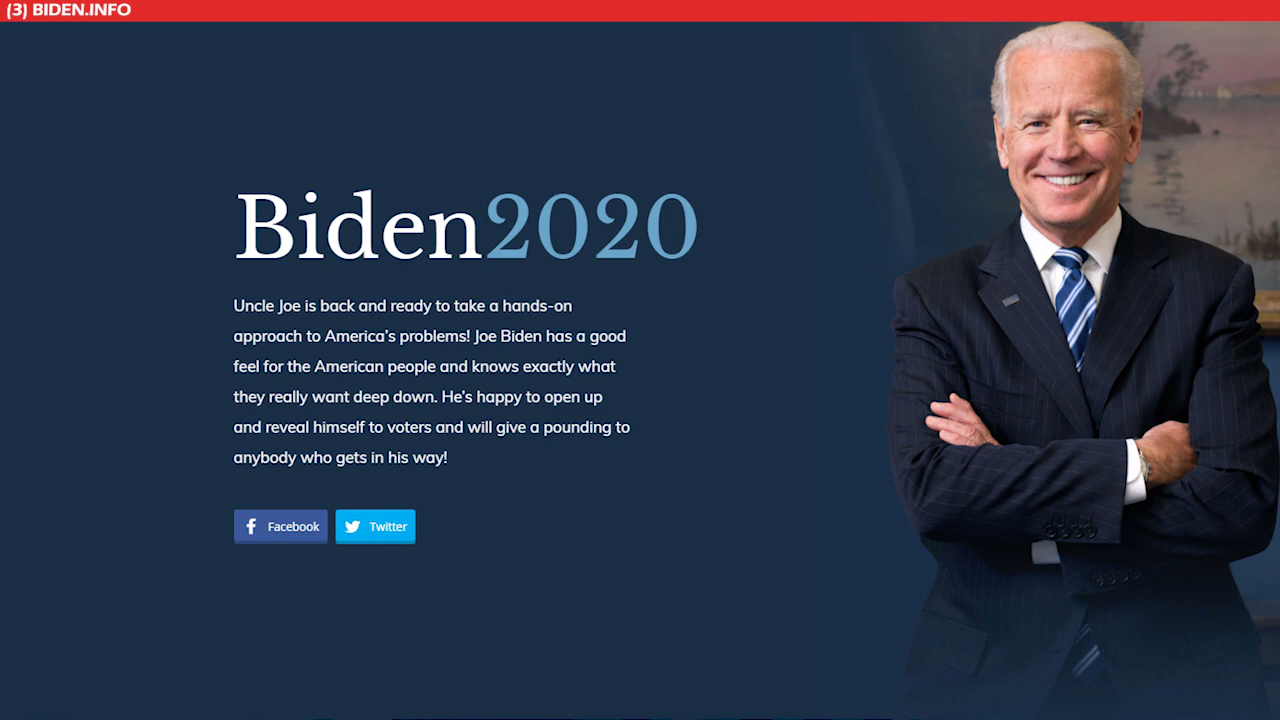 (3) BIDEN.INFO
Biden2020
Uncle Joe is back and ready to take a hands-on
approach to America's problems! Joe Biden has a good
feel for the American people and knows exactly what
they really want deep down. He's happy to open up
and reveal himself to voters and will give a pounding to
anybody who gets in his way!
Facebook
Twitter